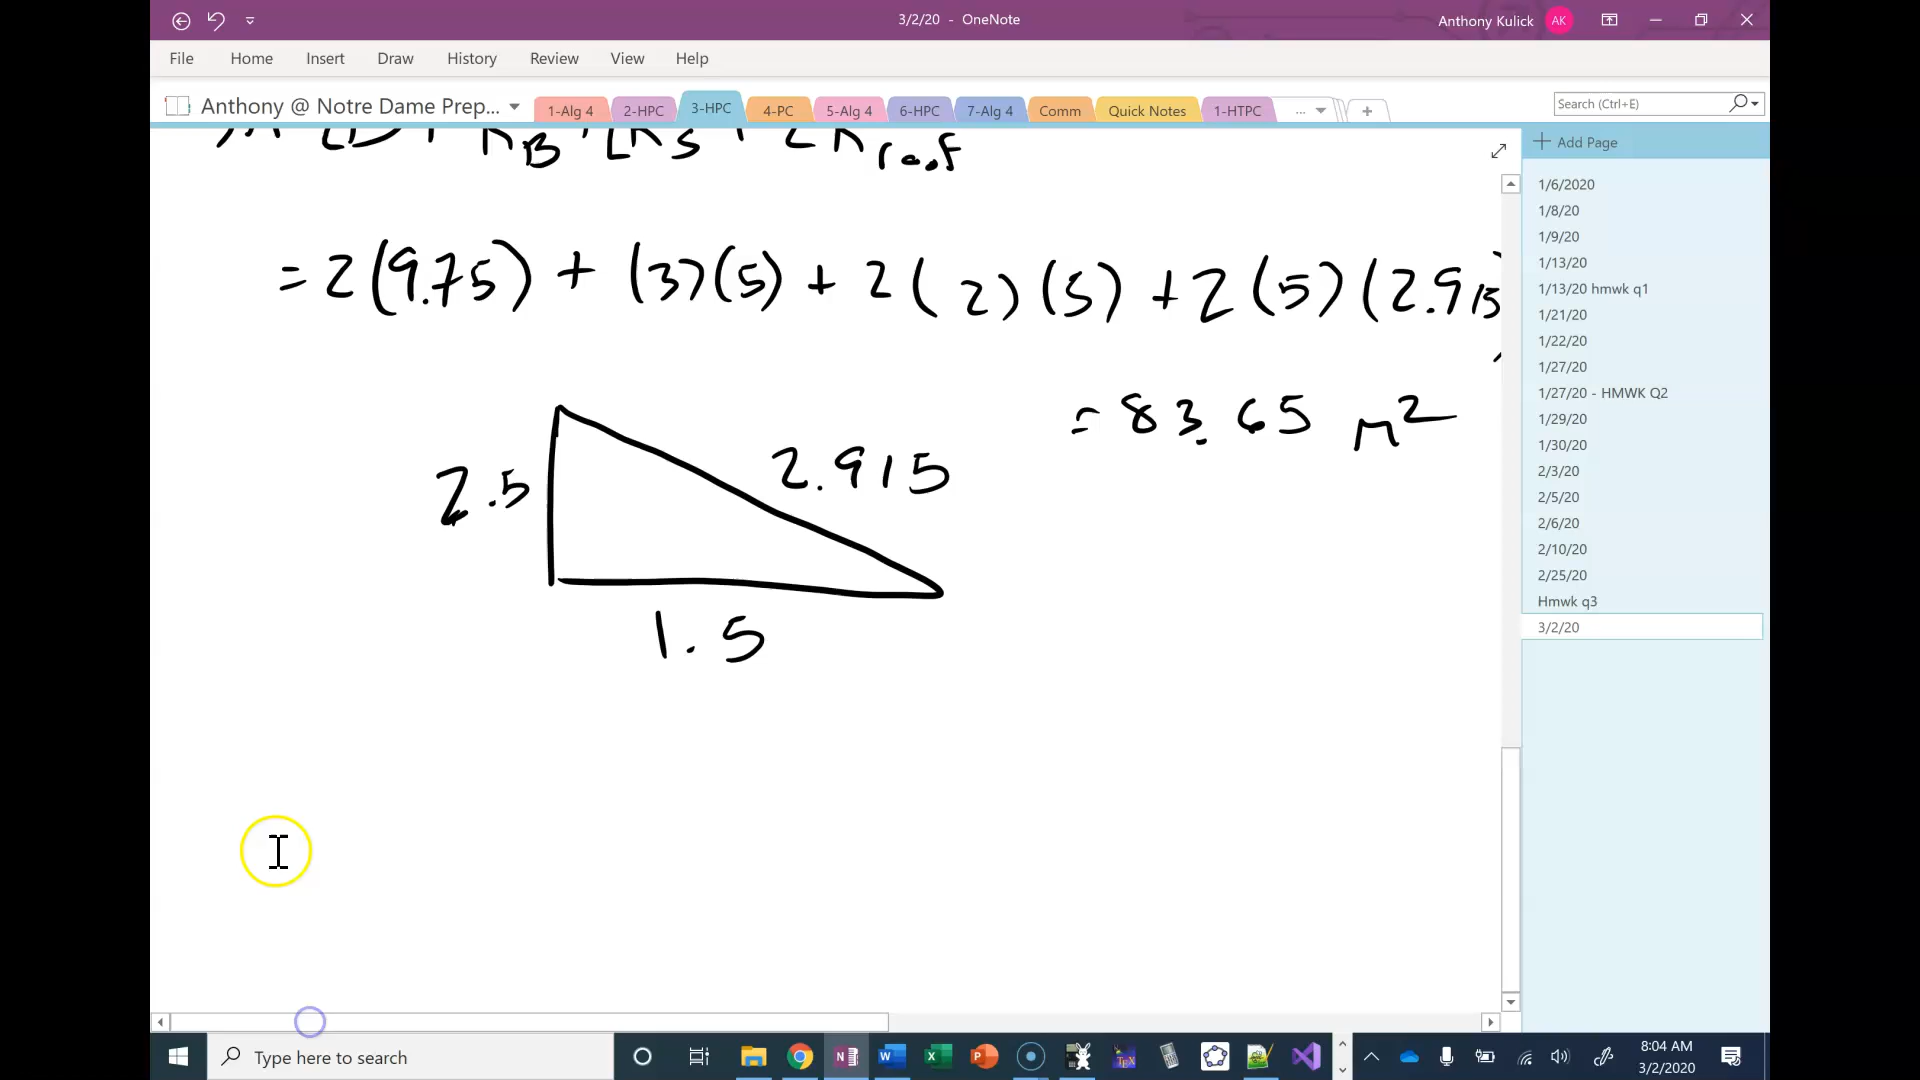 3/2/20 - OneNote
Anthony Kulick AK
File Home Insert Draw History Review View Help
Anthony @ Notre Dame Prep... 1-Alg 4 2-HPC 3-HPC 4-PC 5-Alg 4 6-HPC 7-Alg 4 Comm Quick Notes 1-HTPC ... Search (Ctrl+E)
Add Page
1/6/2020
1/8/20
1/9/20
1/13/20
1/13/20 hmwk q1
1/21/20
1/22/20
1/27/20
1/27/20 - HMWK Q2
1/29/20
1/30/20
2/3/20
2/5/20
2/6/20
2/10/20
2/25/20
Hmwk q3
3/2/20
= 2(9.75) + (3)(5) + 2(2)(5) + 2(5)(2.915)
= 83.65 m²
2.5
2.915
1.5
Type here to search
8:04 AM
3/2/2020